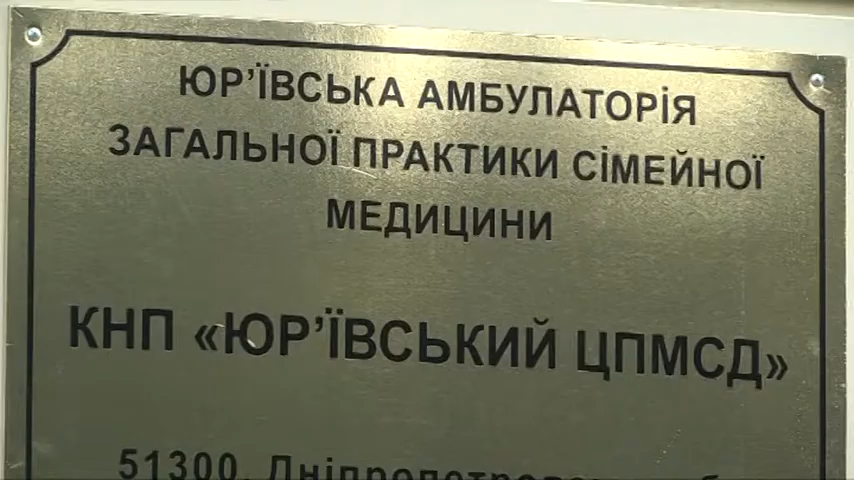 ЮР’ЇВСЬКА АМБУЛАТОРіЯ
ЗАГАЛЬНОЇ ПРАКТИКИ СіМЕЙНОЇ
МЕДИЦИНИ
КНП «ЮР’ЇВСЬКИЙ ЦПМСД»
51300,